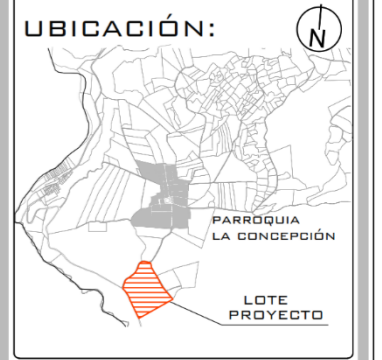 UBICACIÓN:
N
PARROQUIA
LA CONCEPCIÓN
LOTE
PROYECTO